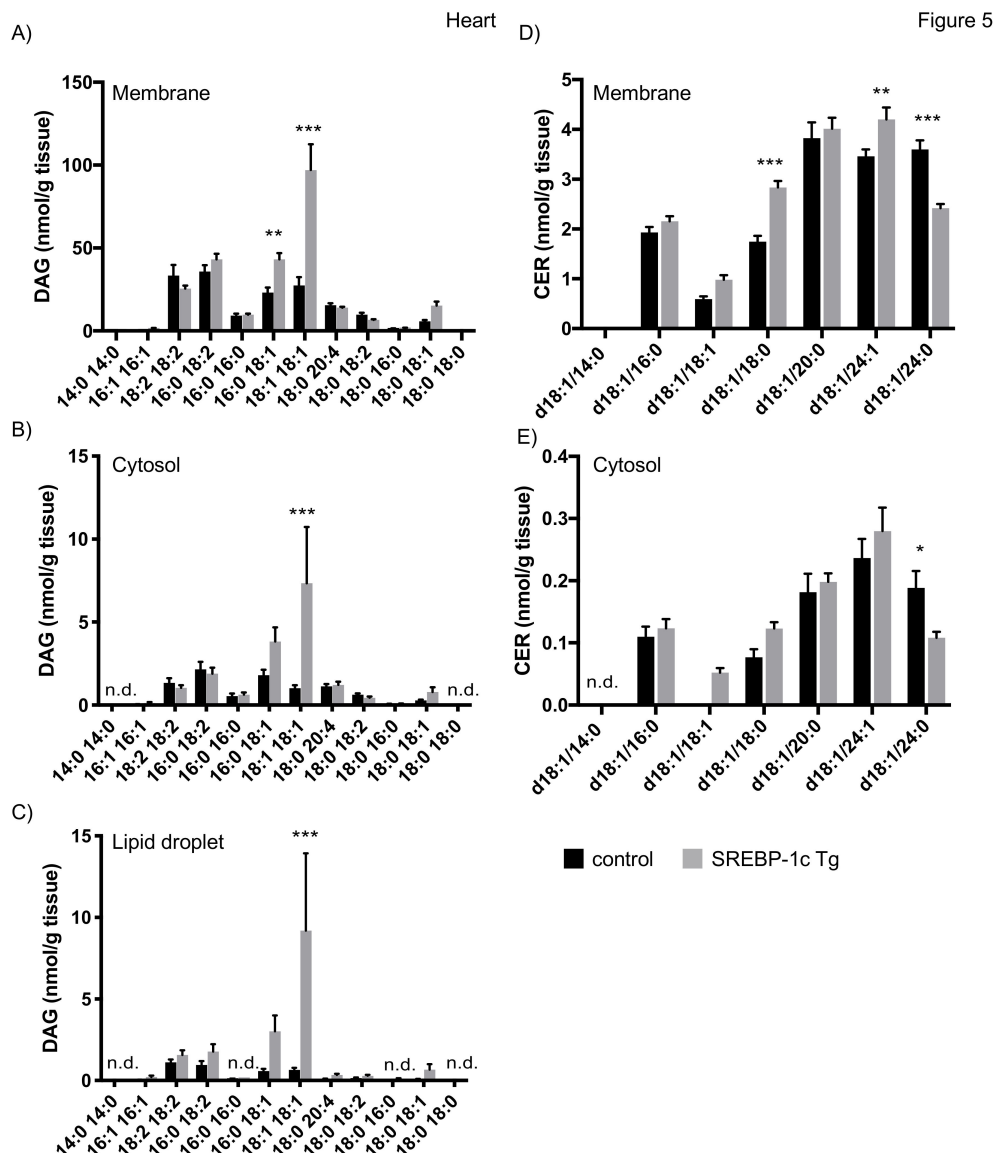 Heart
Figure 5
A)
Membrane
DAG (nmol/g tissue)
150
100
50
0
**
***
14:0 14:0
16:1 16:1
18:2 18:2
16:0 18:2
16:0 16:0
16:0 18:1
18:1 18:1
18:0 20:4
18:0 18:2
18:0 16:0
18:0 18:1
18:0 18:0
B)
Cytosol
DAG (nmol/g tissue)
15
10
5
0
n.d.
***
n.d.
14:0 14:0
16:1 16:1
18:2 18:2
16:0 18:2
16:0 16:0
16:0 18:1
18:1 18:1
18:0 20:4
18:0 18:2
18:0 16:0
18:0 18:1
18:0 18:0
C)
Lipid droplet
DAG (nmol/g tissue)
15
10
5
0
n.d.
n.d.
***
n.d.
n.d.
14:0 14:0
16:1 16:1
18:2 18:2
16:0 18:2
16:0 16:0
16:0 18:1
18:1 18:1
18:0 20:4
18:0 18:2
18:0 16:0
18:0 18:1
18:0 18:0
D)
Membrane
CER (nmol/g tissue)
5
4
3
2
1
0
***
**
***
d18:1/14:0
d18:1/16:0
d18:1/18:1
d18:1/18:0
d18:1/20:0
d18:1/24:1
d18:1/24:0
E)
Cytosol
CER (nmol/g tissue)
0.4
0.3
0.2
0.1
0.0
n.d.
*
d18:1/14:0
d18:1/16:0
d18:1/18:1
d18:1/18:0
d18:1/20:0
d18:1/24:1
d18:1/24:0
control
SREBP-1c Tg